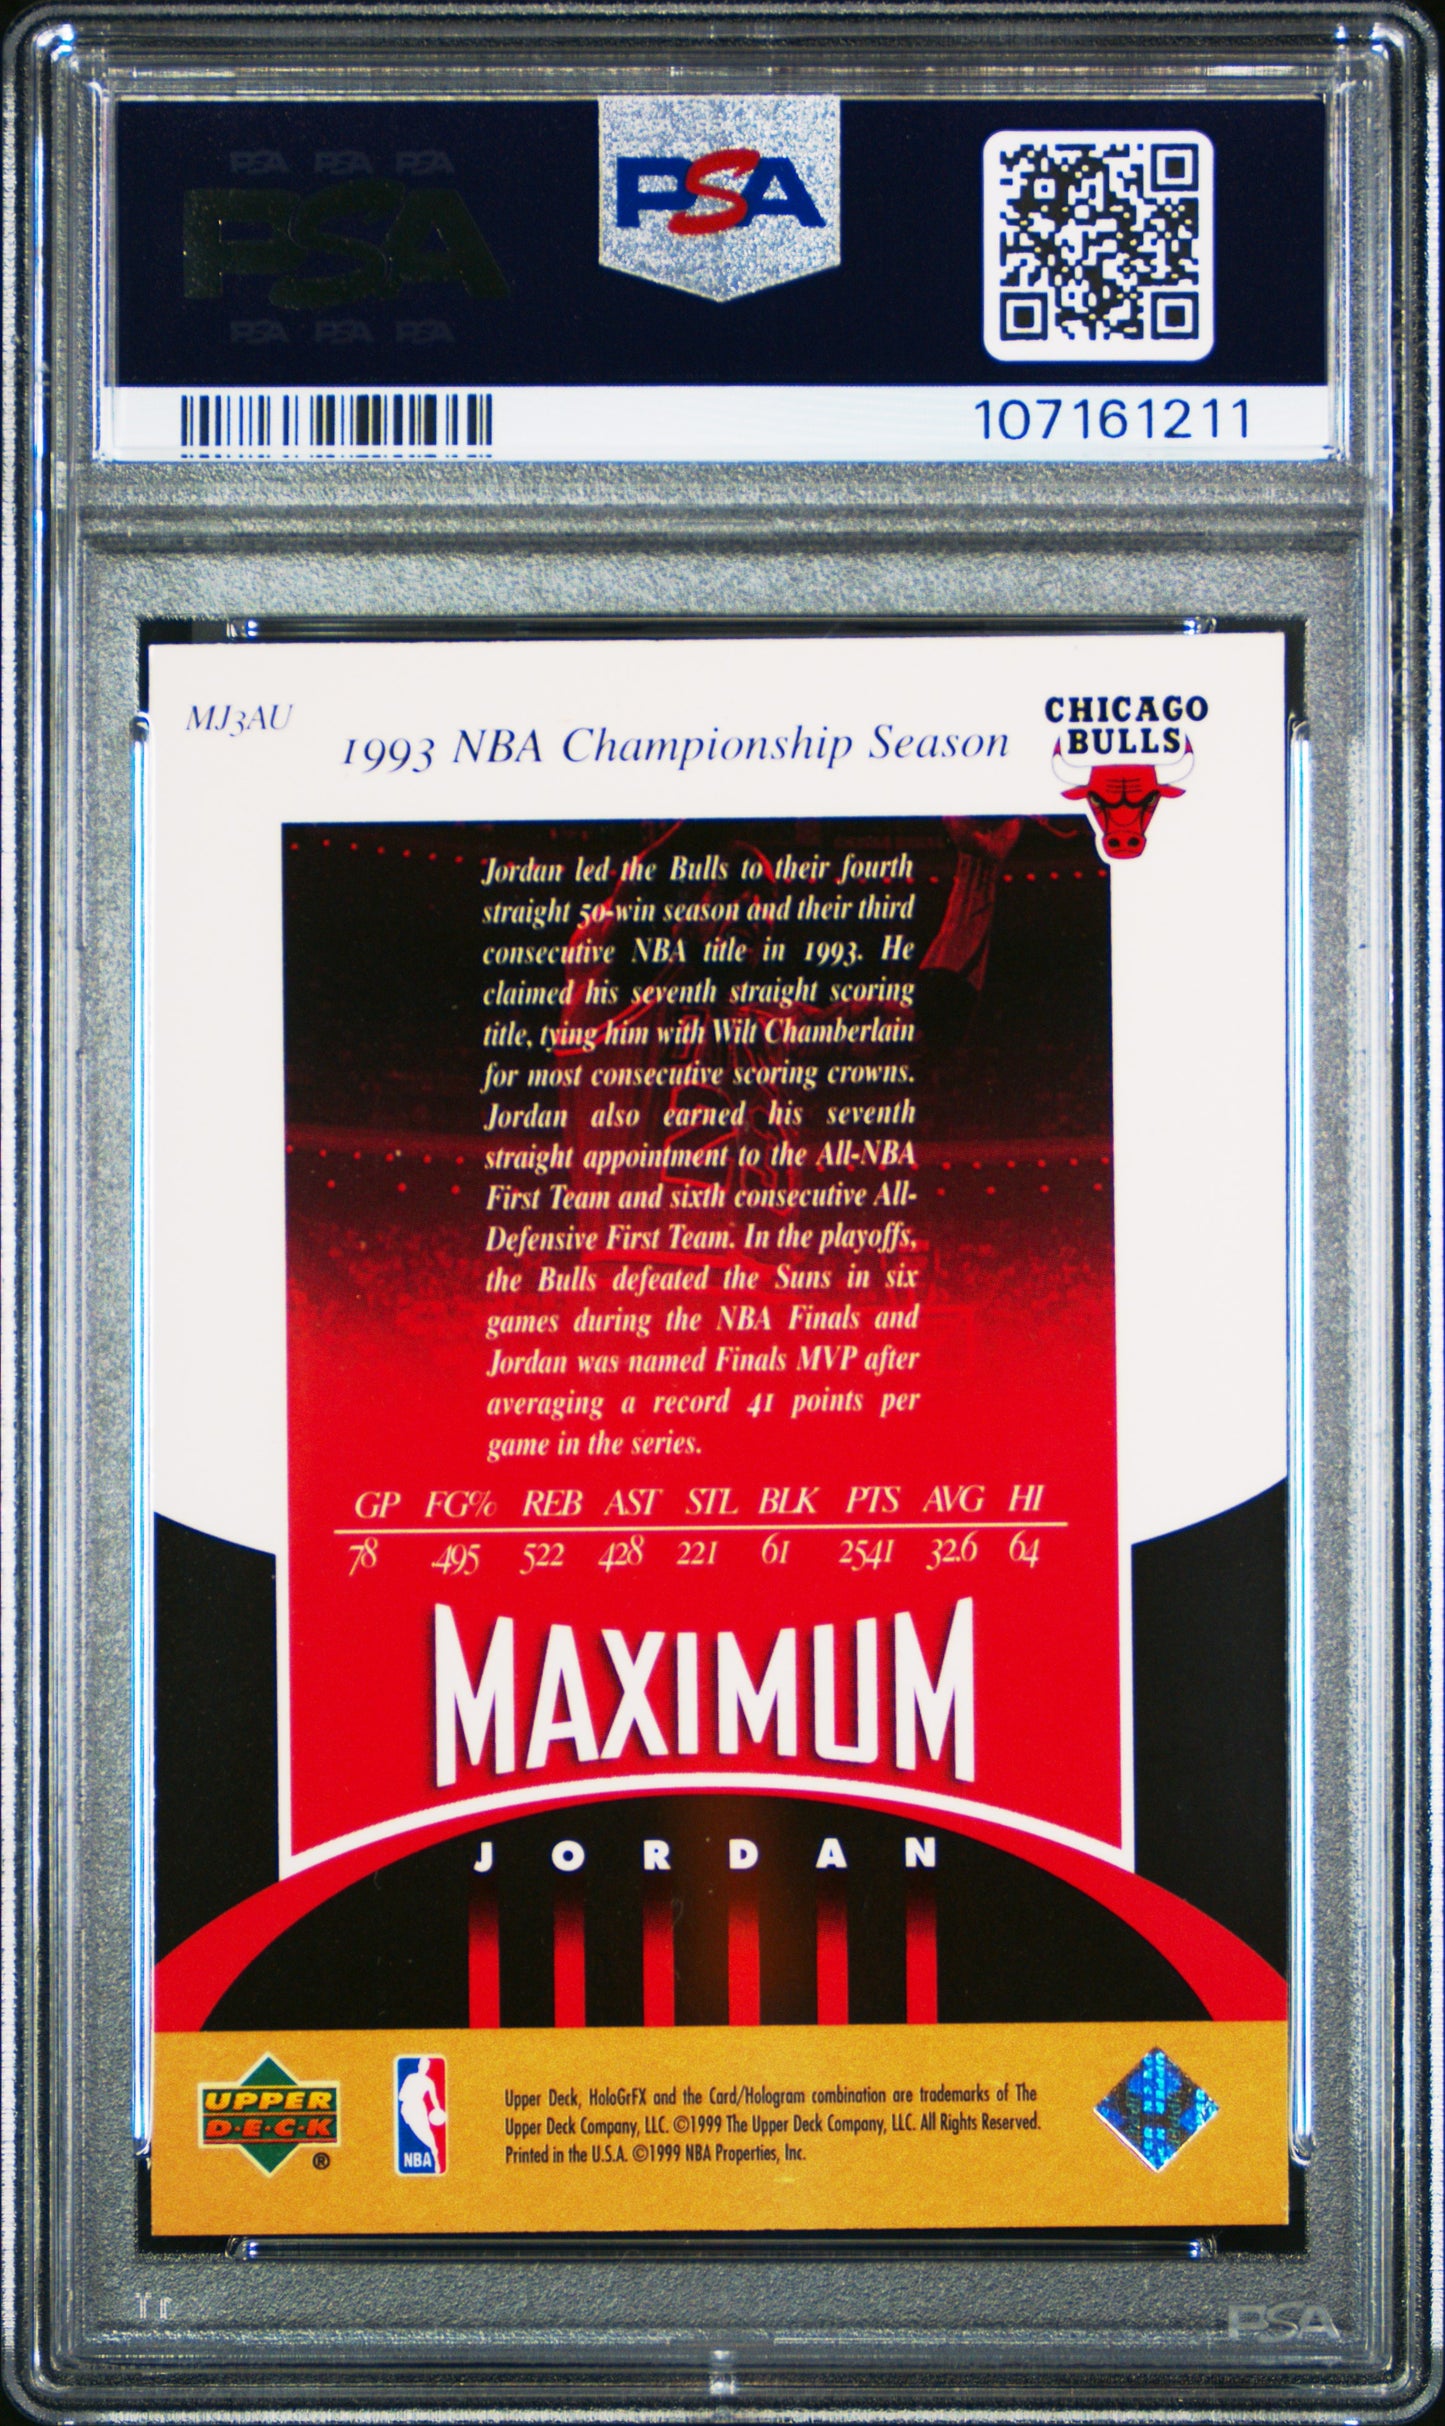 PSA PSA PSA
PSA
PSA PSA PSA
PSA
107161211
MJ3AU
1993 NBA Championship Season
CHICAGO
BULLS
Jordan led the Bulls to their fourth
straight 50-win season and their third
consecutive NBA title in 1993. He
claimed his seventh straight scoring
title, tying him with Wilt Chamberlain
for most consecutive scoring crowns.
Jordan also earned his seventh
straight appointment to the All-NBA
First Team and sixth consecutive All-
Defensive First Team. In the playoffs,
the Bulls defeated the Suns in six
games during the NBA Finals and
Jordan was named Finals MVP after
averaging a record 41 points per
game in the series.
GP FG% REB AST STL BLK PTS AVG HI
78 .495 522 428 221 61 2541 32.6 64
MAXIMUM
JORDAN
UPPER
D·E·C·K
®
NBA
Upper Deck, HoloGrFX and the Card/Hologram combination are trademarks of The
Upper Deck Company, LLC. ©1999 The Upper Deck Company, LLC. All Rights Reserved.
Printed in the U.S.A. ©1999 NBA Properties, Inc.
PSA